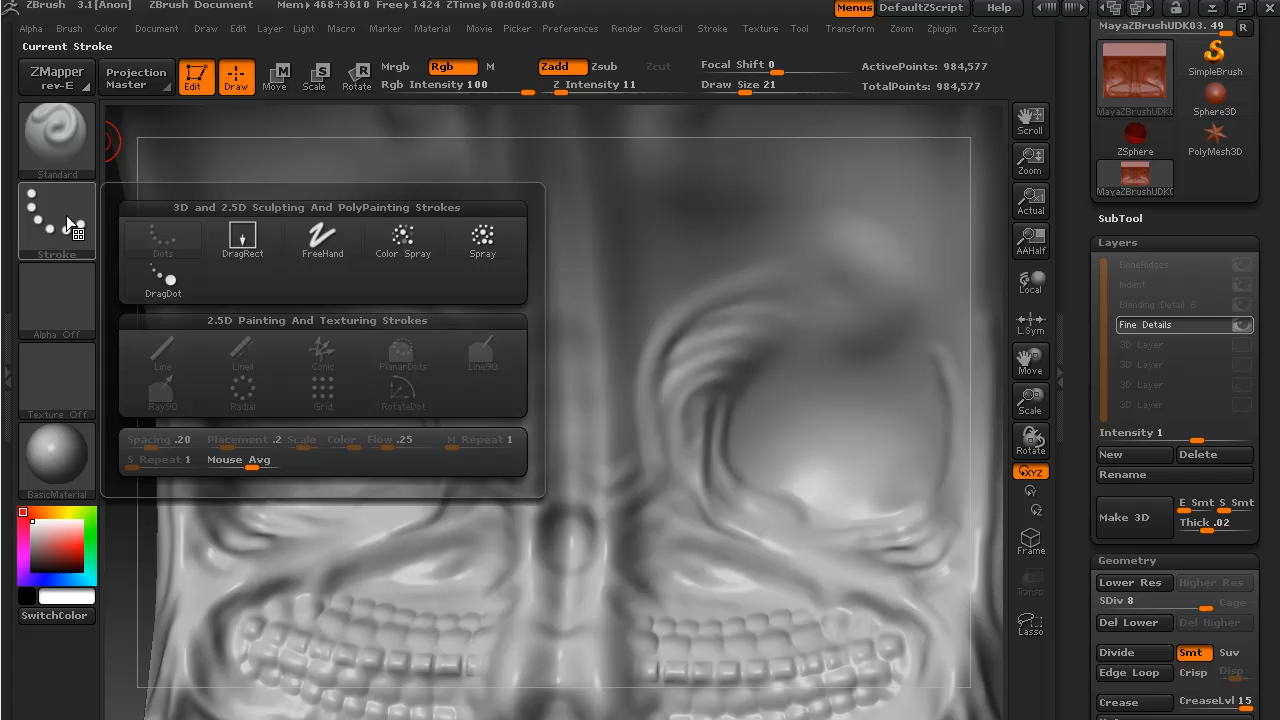 ZBrush 3.1[Anon] ZBrush Document Mem▸468+3610 Free▸1424 ZTime▸00:00:03.06 Menus DefaultZScript Help
Alpha Brush Color Document Draw Edit Layer Light Macro Marker Material Movie Picker Preferences Render Stencil Stroke Texture Tool Transform Zoom Zplugin Zscript
Current Stroke
ZMapper rev-E
Projection Master
Edit Draw Move Scale Rotate
Mrgb Rgb M
Rgb Intensity 100
Zadd Zsub Zcut
Z Intensity 11
Focal Shift 0
Draw Size 21
ActivePoints: 984,577
TotalPoints: 984,577
Standard
Stroke
Alpha Off
Texture Off
BasicMaterial
SwitchColor
3D and 2.5D Sculpting And PolyPainting Strokes
Dots DragRect FreeHand Color Spray Spray
DragDot
2.5D Painting And Texturing Strokes
Line LineII Conic PlanarDots Line90
Ray90 Radial Grid RotateDot
Spacing .20 Placement .2 Scale Color Flow .25 M Repeat 1
S Repeat 1 Mouse Avg
Scroll
Zoom
Actual
AAHalf
Local
L.Sym
Move
Scale
Rotate
XYZ
Frame
Transp
Lasso
MayaZBrushUDK03. 49 R
MayaZBrushUDK0
SimpleBrush
Sphere3D
ZSphere
PolyMesh3D
MayaZBrushUDK0
SubTool
Layers
BoneRidges
Indent
Blending Detail 6
Fine Details
3D Layer
3D Layer
3D Layer
3D Layer
Intensity 1
New Delete
Rename
Make 3D
E Smt S Smt
Thick .02
Geometry
Lower Res Higher Res
SDiv 8 Cage
Del Lower Del Higher
Divide Smt Suv
Edge Loop Crisp Disp
Crease CreaseLvl 15